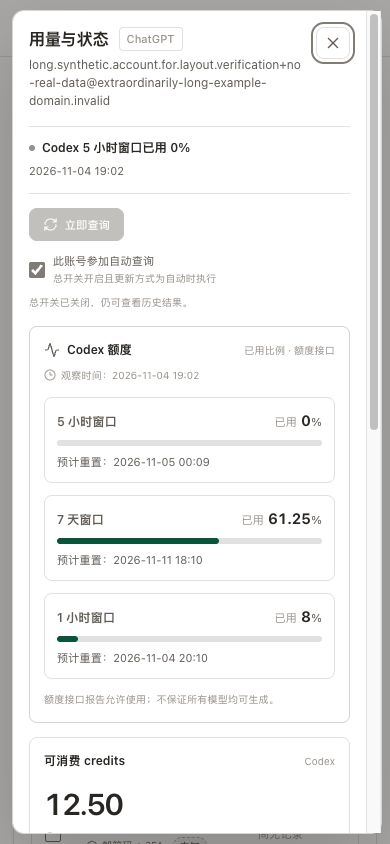 用量与状态 ChatGPT
long.synthetic.account.for.layout.verification+no
-real-data@extraordinarily-long-example-
domain.invalid
Codex 5 小时窗口已用 0%
2026-11-04 19:02
立即查询
此账号参加自动查询
总开关开启且更新方式为自动时执行
总开关已关闭，仍可查看历史结果。
Codex 额度 已用比例 · 额度接口
观察时间：2026-11-04 19:02
5 小时窗口 已用 0%
预计重置：2026-11-05 00:09
7 天窗口 已用 61.25%
预计重置：2026-11-11 18:10
1 小时窗口 已用 8%
预计重置：2026-11-04 20:10
额度接口报告允许使用；不保证所有模型均可生成。
可消费 credits Codex
12.50